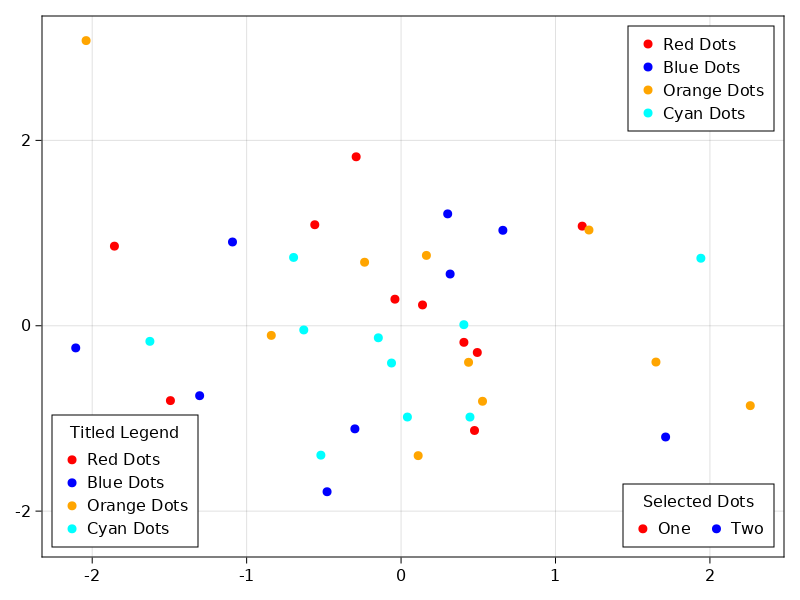 Red Dots
Blue Dots
Orange Dots
Cyan Dots
2
0
-2
Titled Legend
Red Dots
Blue Dots
Orange Dots
Cyan Dots
Selected Dots
One Two
-2 -1 0 1 2